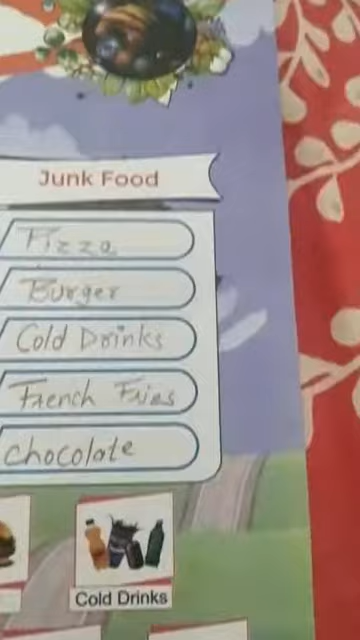 Junk Food
Pizza
Burger
Cold Drinks
French Fries
Chocolate
Cold Drinks